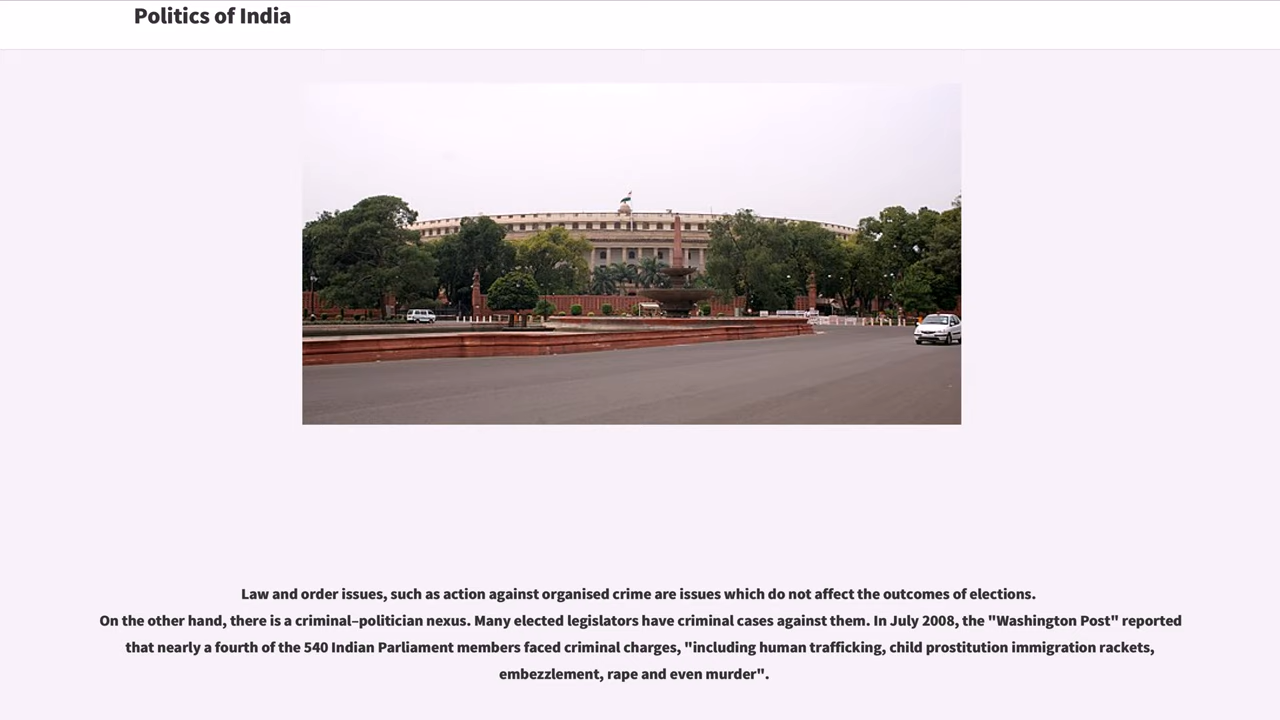 Politics of India
Law and order issues, such as action against organised crime are issues which do not affect the outcomes of elections.
On the other hand, there is a criminal–politician nexus. Many elected legislators have criminal cases against them. In July 2008, the "Washington Post" reported
that nearly a fourth of the 540 Indian Parliament members faced criminal charges, "including human trafficking, child prostitution immigration rackets,
embezzlement, rape and even murder".